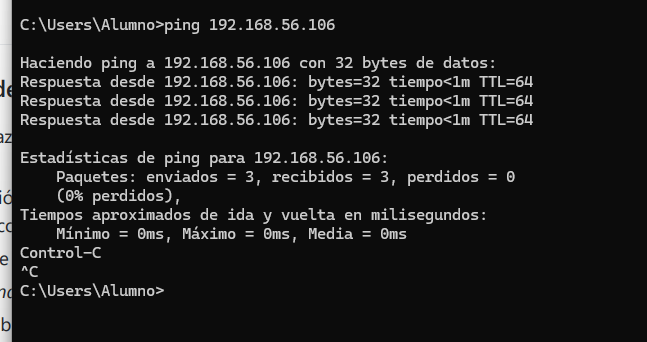 C:\Users\Alumno>ping 192.168.56.106
Haciendo ping a 192.168.56.106 con 32 bytes de datos:
Respuesta desde 192.168.56.106: bytes=32 tiempo<1m TTL=64
Respuesta desde 192.168.56.106: bytes=32 tiempo<1m TTL=64
Respuesta desde 192.168.56.106: bytes=32 tiempo<1m TTL=64
Estadísticas de ping para 192.168.56.106:
Paquetes: enviados = 3, recibidos = 3, perdidos = 0
(0% perdidos),
Tiempos aproximados de ida y vuelta en milisegundos:
Mínimo = 0ms, Máximo = 0ms, Media = 0ms
Control-C
^C
C:\Users\Alumno>